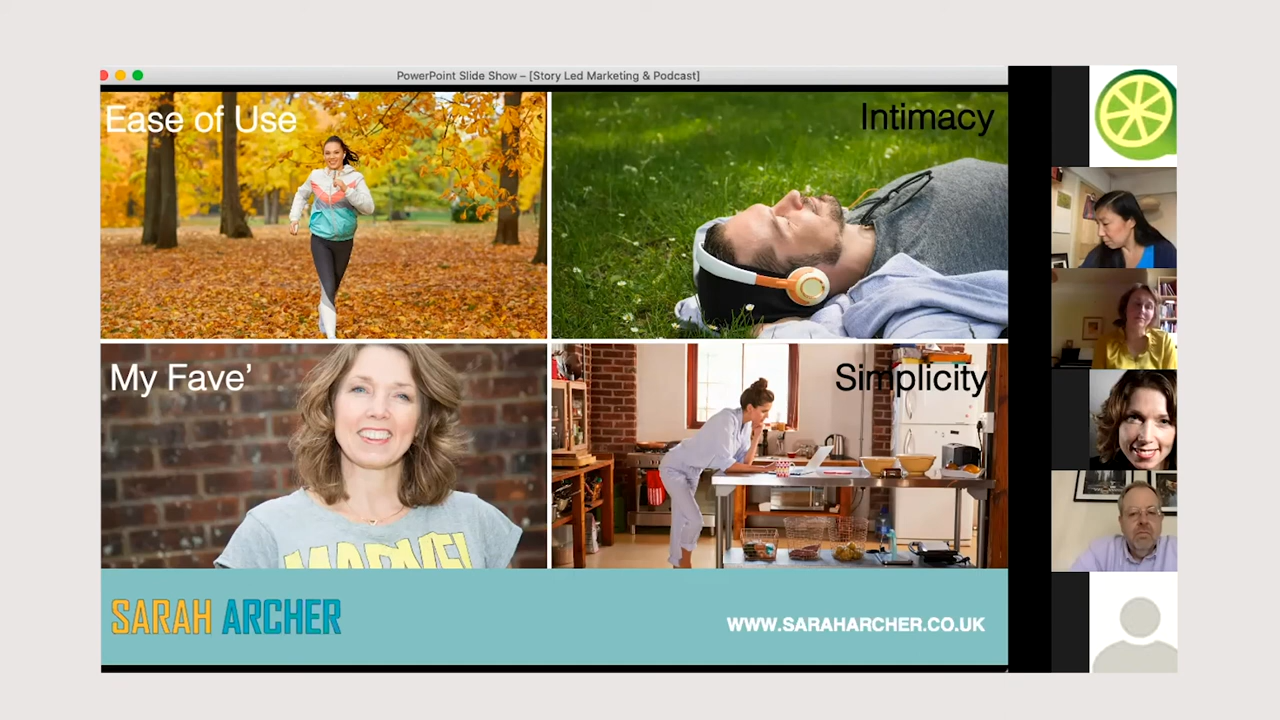 PowerPoint Slide Show – [Story Led Marketing & Podcast]
Ease of Use
Intimacy
My Fave’
Simplicity
MARVEL
SARAH ARCHER
WWW.SARAHARCHER.CO.UK